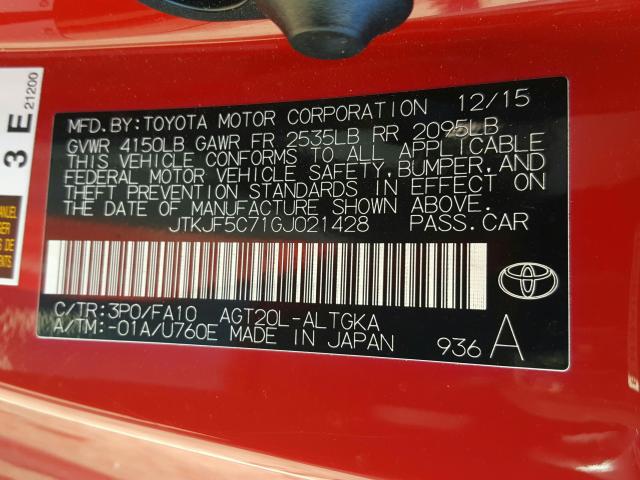 MFD.BY:TOYOTA MOTOR CORPORATION 12/15
GVWR 4150LB GAWR FR 2535LB RR 2095LB
THIS VEHICLE CONFORMS TO ALL APPLICABLE
FEDERAL MOTOR VEHICLE SAFETY,BUMPER,AND
THEFT PREVENTION STANDARDS IN EFFECT ON
THE DATE OF MANUFACTURE SHOWN ABOVE.
JTKJF5C71GJ021428 PASS.CAR
C/TR:3P0/FA10 AGT20L-ALTGKA
A/TM:-01A/U760E MADE IN JAPAN
936 A
3 E
21200
MANUEL